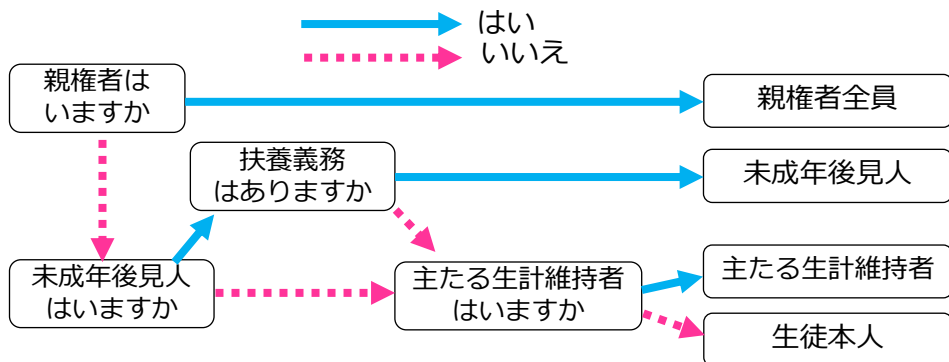 はい
いいえ
親権者は
いますか
親権者全員
扶養義務
はありますか
未成年後見人
未成年後見人
はいますか
主たる生計維持者
はいますか
主たる生計維持者
生徒本人